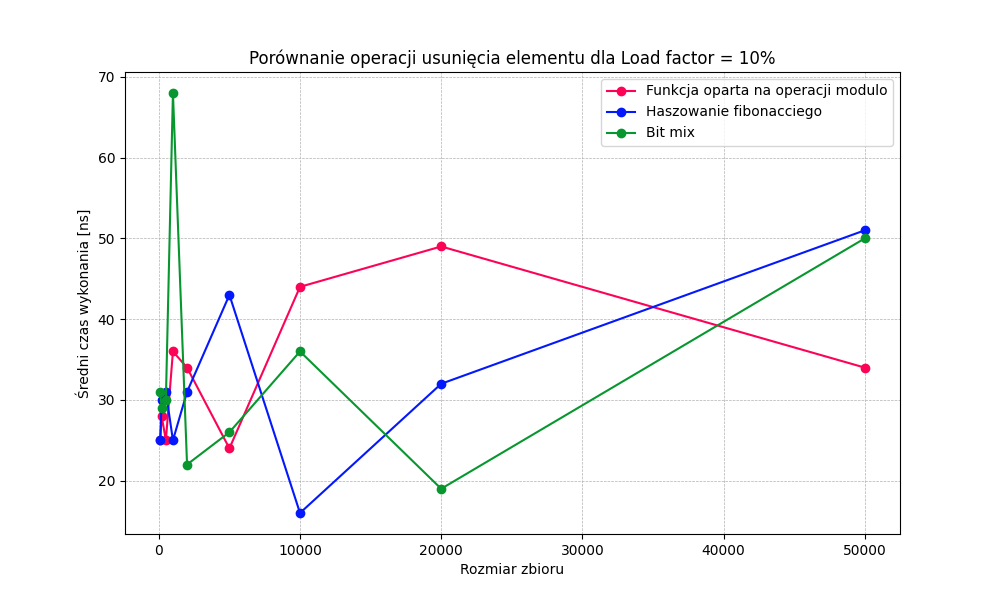 Porównanie operacji usunięcia elementu dla Load factor = 10%
Funkcja oparta na operacji modulo
Haszowanie fibonacciego
Bit mix
Średni czas wykonania [ns]
70
60
50
40
30
20
0 10000 20000 30000 40000 50000
Rozmiar zbioru